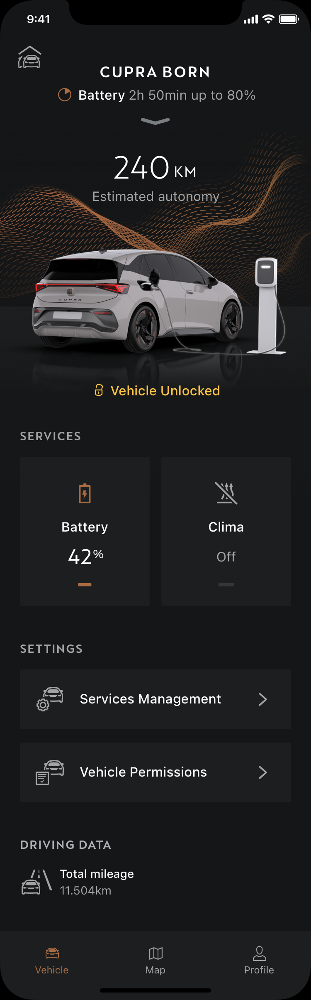 9:41
CUPRA BORN
Battery 2h 50min up to 80%
240 KM
Estimated autonomy
CUPRA
Vehicle Unlocked
SERVICES
Battery
Clima
42%
Off
SETTINGS
Services Management
Vehicle Permissions
DRIVING DATA
Total mileage
11.504km
Vehicle
Map
Profile